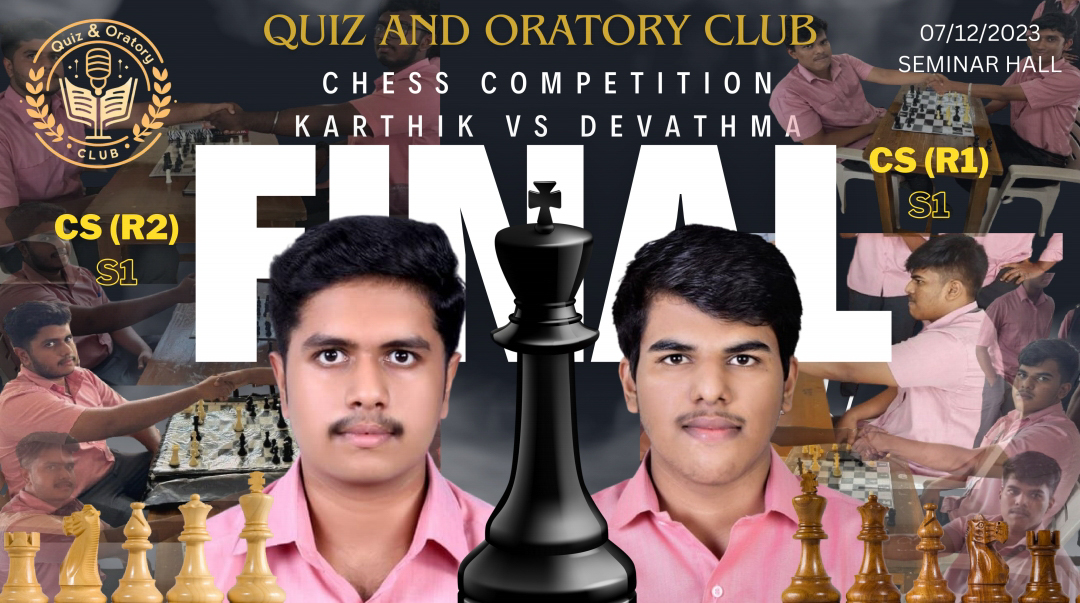 Quiz & Oratory
CLUB
QUIZ AND ORATORY CLUB
CHESS COMPETITION
KARTHIK VS DEVATHMA
07/12/2023
SEMINAR HALL
FINAL
CS (R2)
S1
CS (R1)
S1